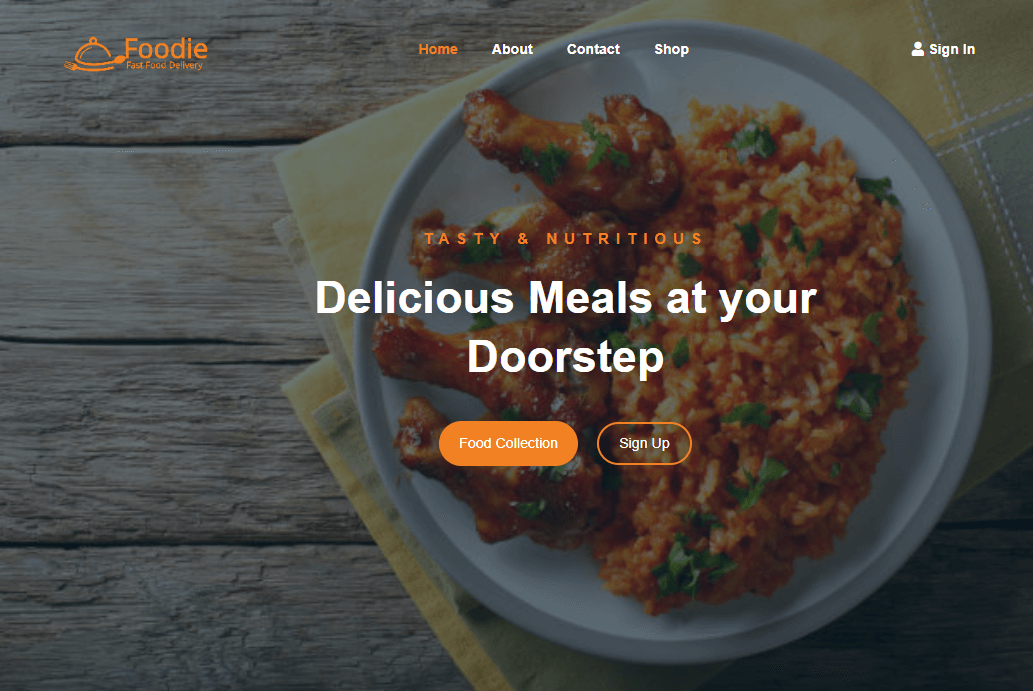 Foodie
Fast Food Delivery
Home About Contact Shop Sign In
TASTY & NUTRITIOUS
Delicious Meals at your
Doorstep
Food Collection Sign Up